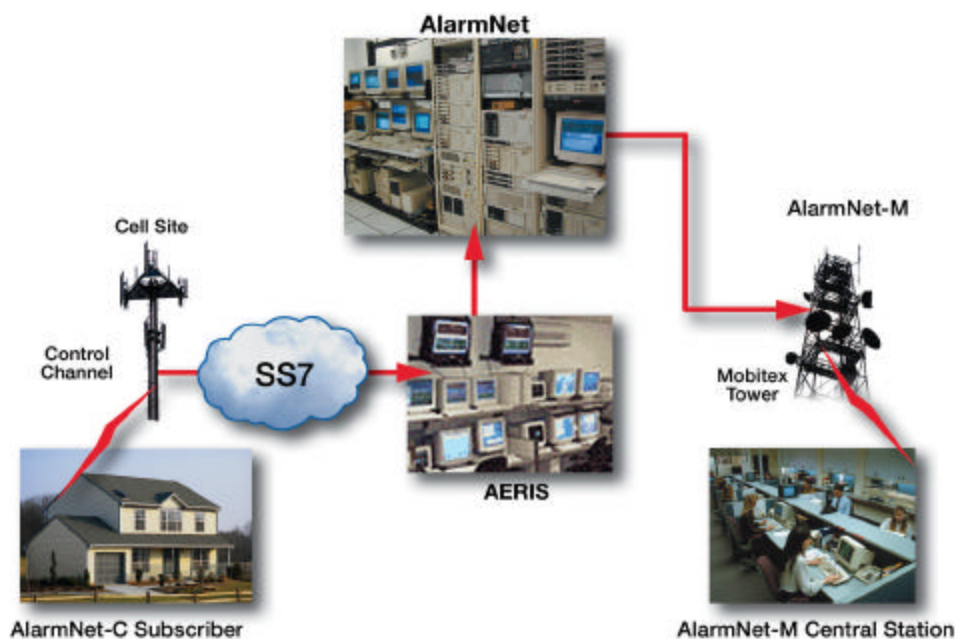 AlarmNet
Cell Site
AlarmNet-M
Control
Channel
SS7
Mobitex
Tower
AERIS
AlarmNet-C Subscriber
AlarmNet-M Central Station